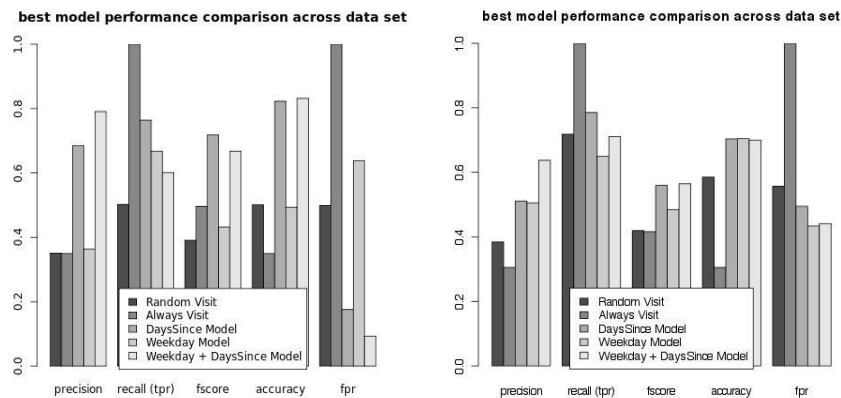 best model performance comparison across data set
1.0
0.8
0.6
0.4
0.2
0.0
Random Visit
Always Visit
DaysSince Model
Weekday Model
Weekday + DaysSince Model
precision recall (tpr) fscore accuracy fpr
best model performance comparison across data set
1.0
0.8
0.6
0.4
0.2
0.0
Random Visit
Always Visit
DaysSince Model
Weekday Model
Weekday + DaysSince Model
precision recall (tpr) fscore accuracy fpr